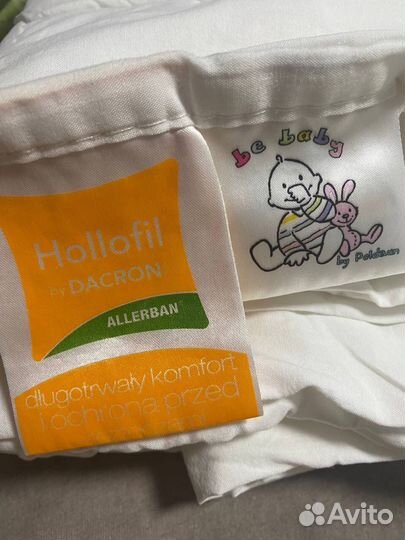 be baby
by Poldaun
Hollofil
by DACRON
ALLERBAN®
długotrwały komfort
i ochrona przed
Avito